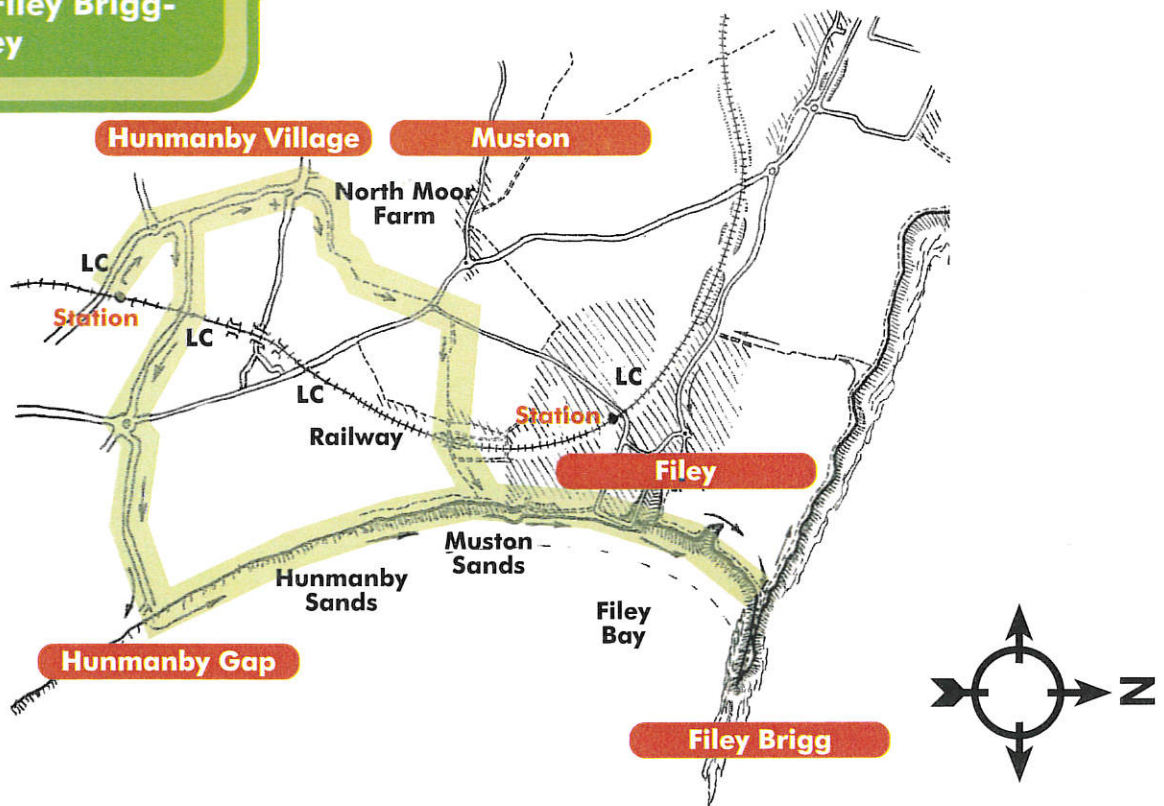 Filey Brigg-
ey
Hunmanby Village
Muston
North Moor
Farm
LC
Station
LC
LC
LC
Station
Railway
Filey
Muston
Sands
Hunmanby
Sands
Filey
Bay
Hunmanby Gap
Filey Brigg
N